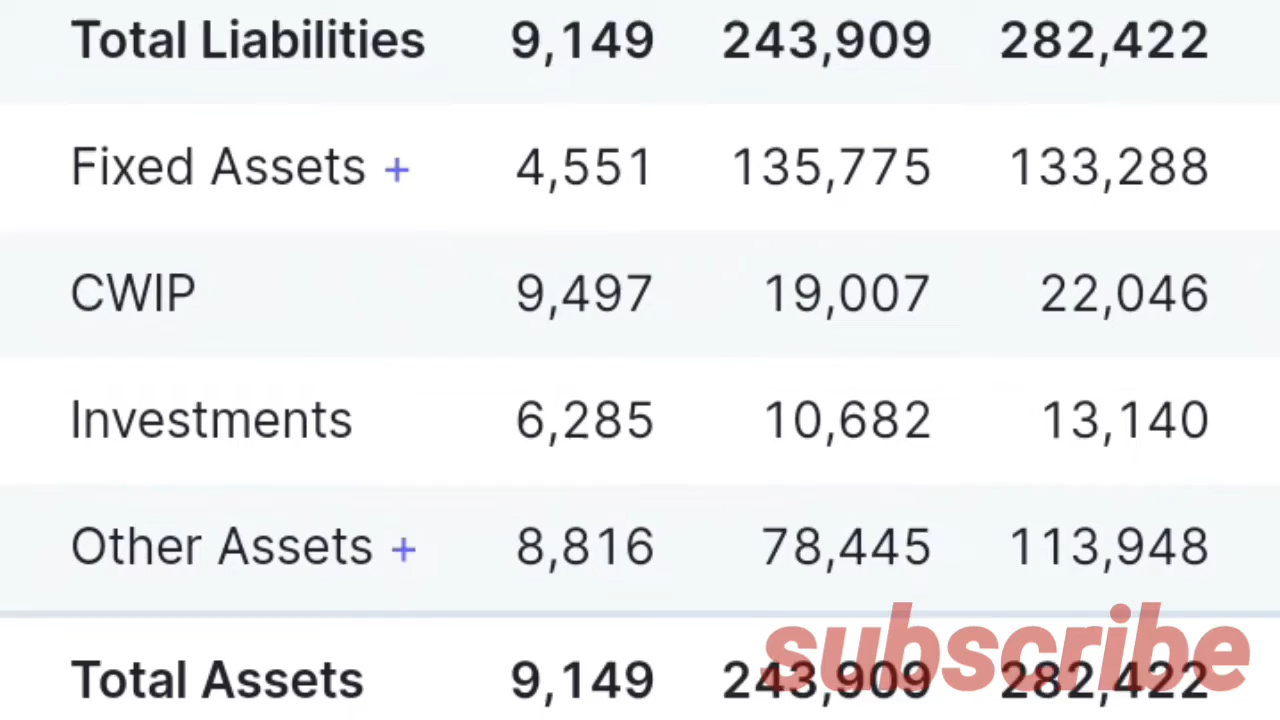 Total Liabilities 9,149 243,909 282,422
Fixed Assets + 4,551 135,775 133,288
CWIP 9,497 19,007 22,046
Investments 6,285 10,682 13,140
Other Assets + 8,816 78,445 113,948
subscribe
Total Assets 9,149 243,909 282,422